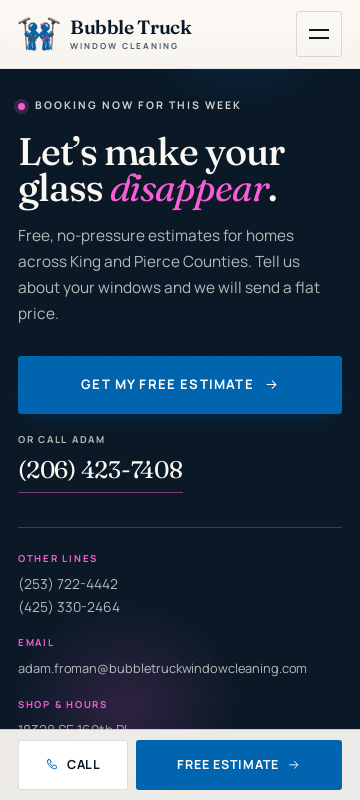 Bubble Truck
WINDOW CLEANING
BOOKING NOW FOR THIS WEEK
Let's make your
glass disappear.
Free, no-pressure estimates for homes
across King and Pierce Counties. Tell us
about your windows and we will send a flat
price.
GET MY FREE ESTIMATE →
OR CALL ADAM
(206) 423-7408
OTHER LINES
(253) 722-4442
(425) 330-2464
EMAIL
adam.froman@bubbletruckwindowcleaning.com
SHOP & HOURS
CALL
FREE ESTIMATE →